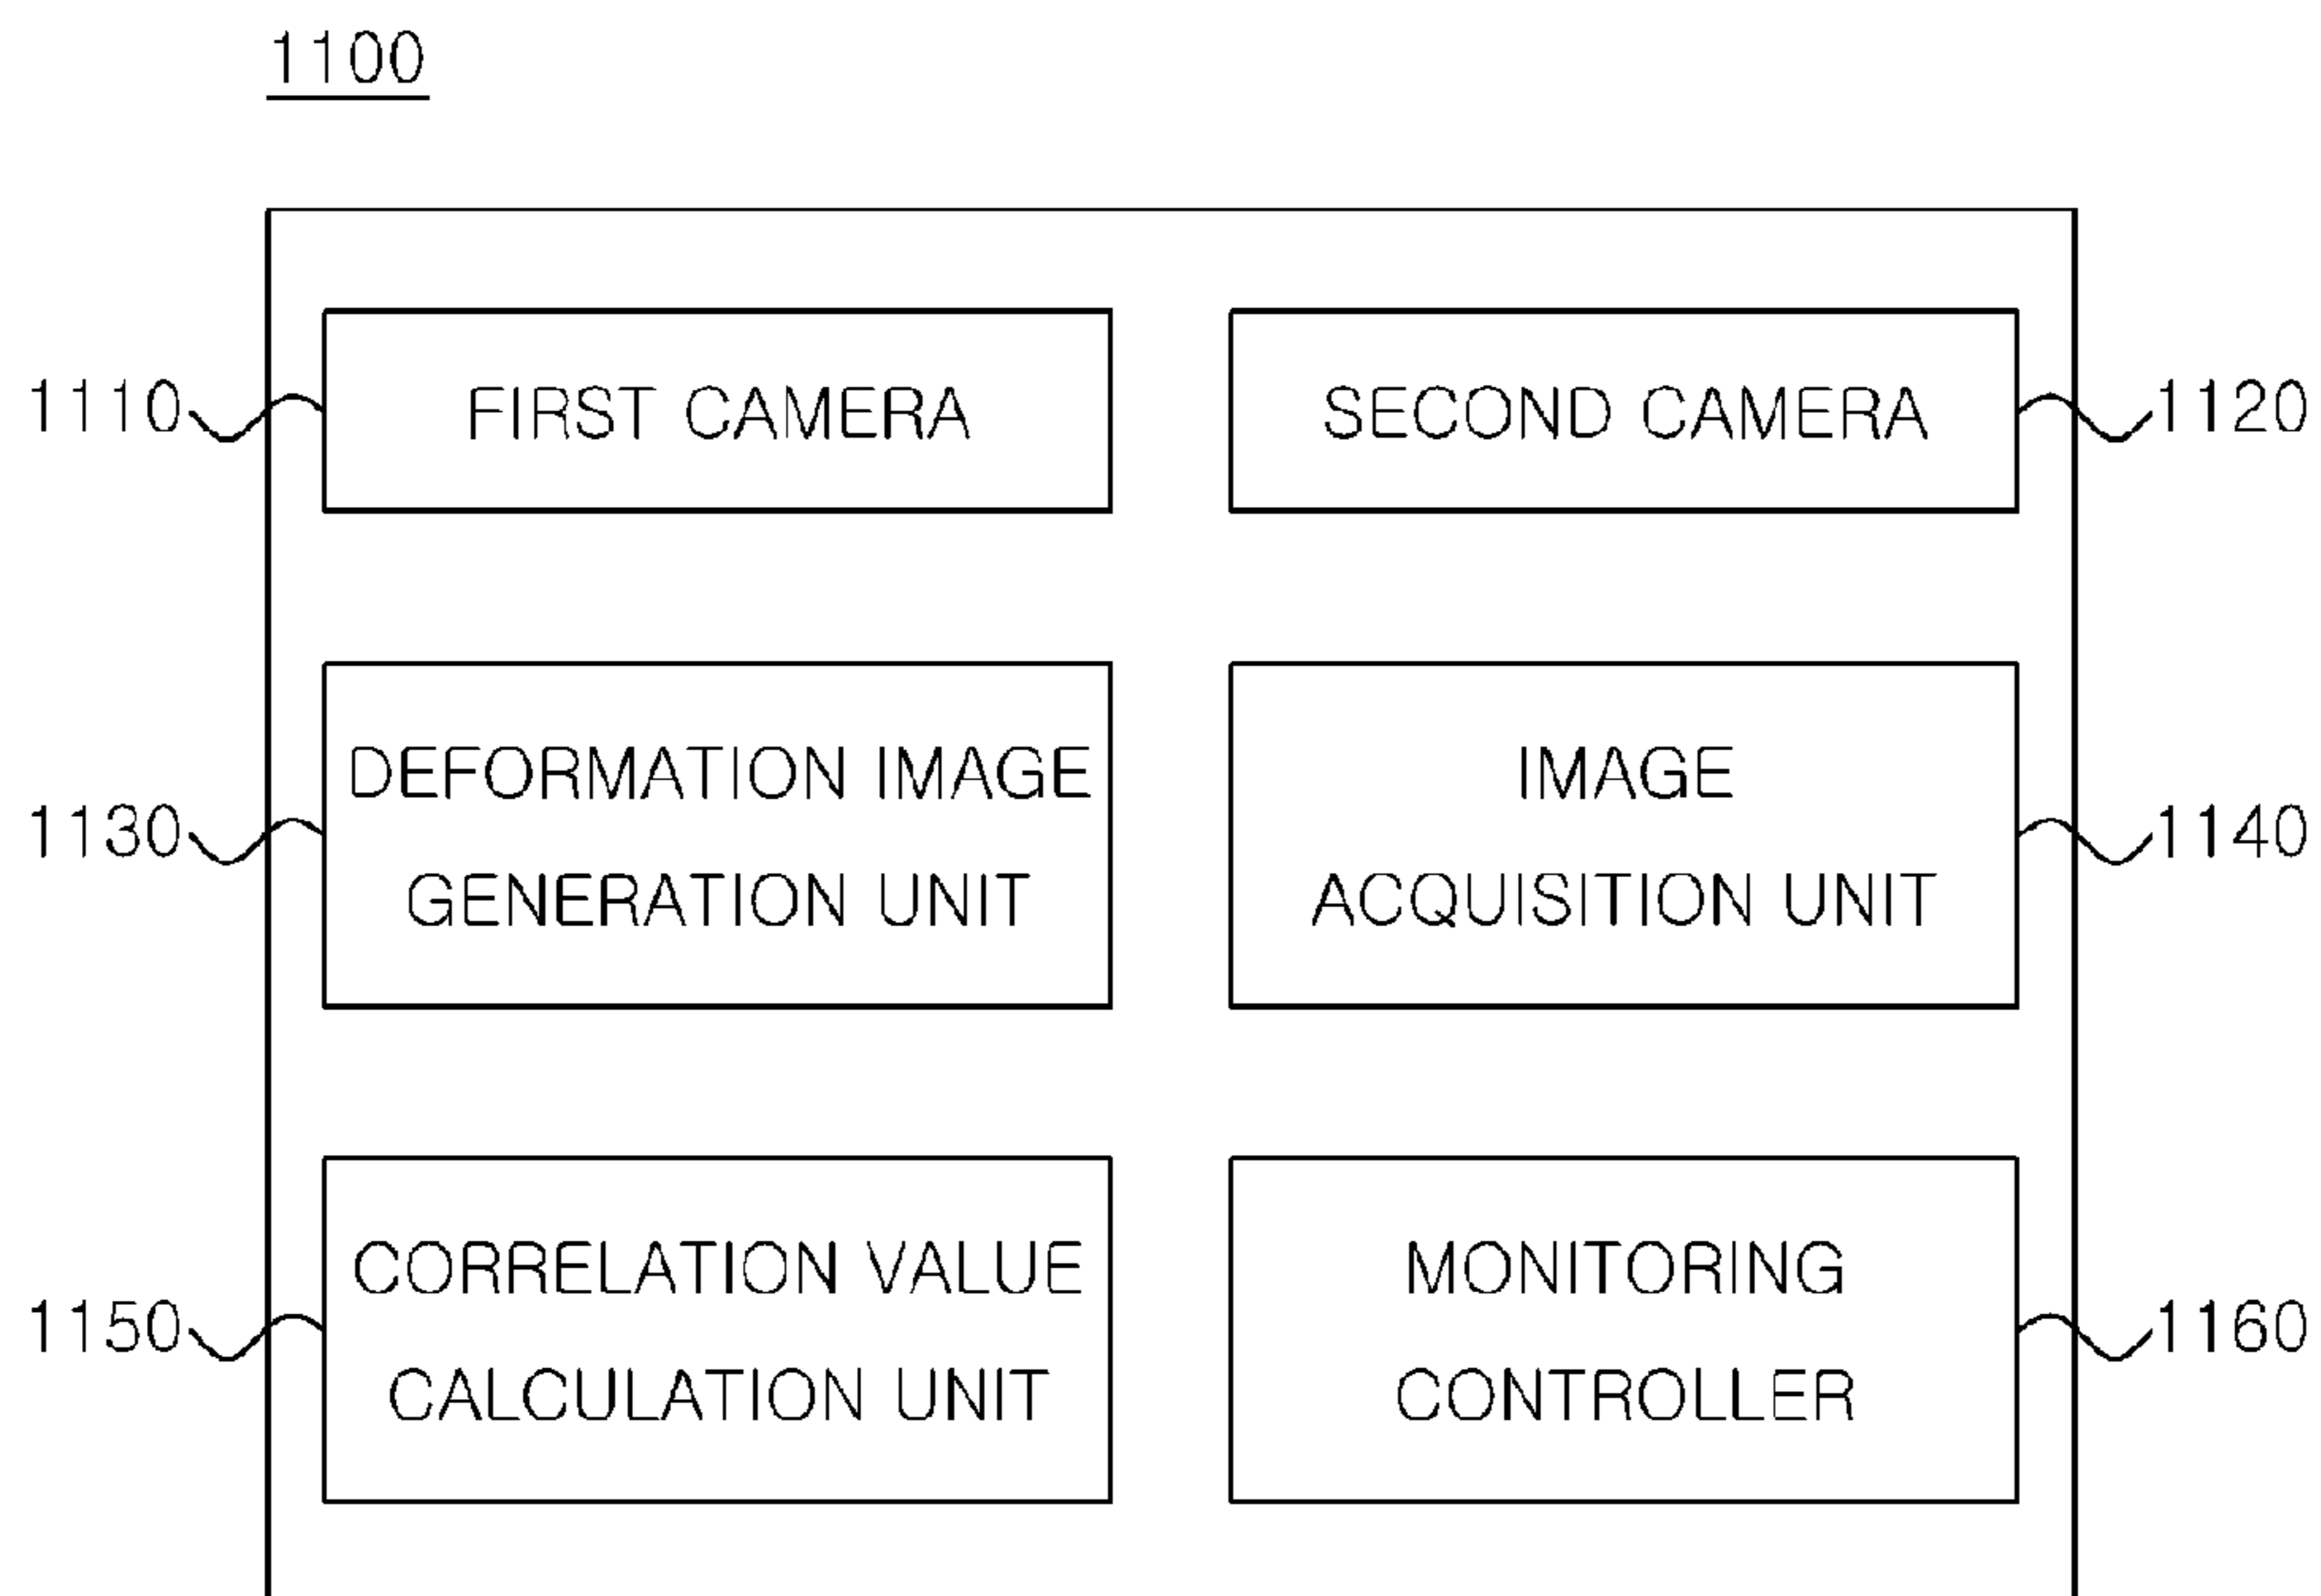 1100
1110
FIRST CAMERA
SECOND CAMERA
1120
1130
DEFORMATION IMAGE
GENERATION UNIT
IMAGE
ACQUISITION UNIT
1140
1150
CORRELATION VALUE
CALCULATION UNIT
MONITORING
CONTROLLER
1160